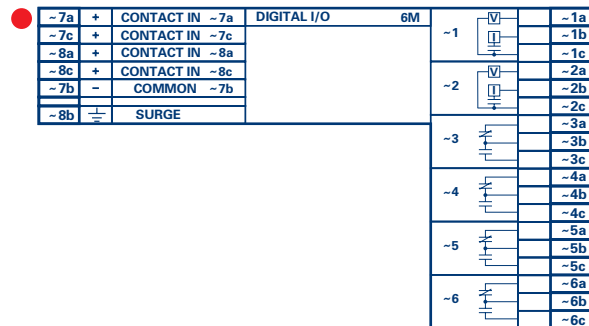 ~7a + CONTACT IN ~7a DIGITAL I/O 6M
~7c + CONTACT IN ~7c
~8a + CONTACT IN ~8a
~8c + CONTACT IN ~8c
~7b – COMMON ~7b
~8b SURGE
~1 V ~1a
I ~1b
~1c
~2 V ~2a
I ~2b
~2c
~3 ~3a
~3b
~3c
~4 ~4a
~4b
~4c
~5 ~5a
~5b
~5c
~6 ~6a
~6b
~6c